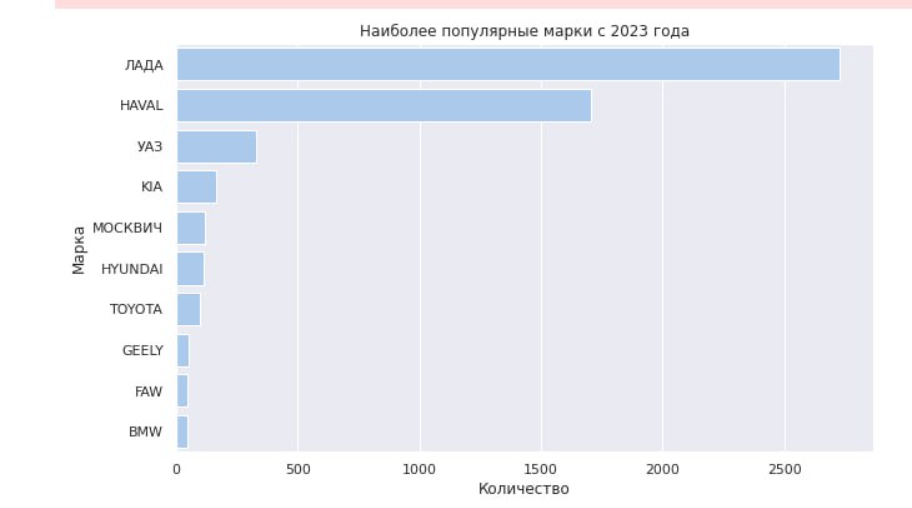 Наиболее популярные марки с 2023 года
ЛАДА
HAVAL
УАЗ
KIA
МОСКВИЧ
HYUNDAI
TOYOTA
GEELY
FAW
BMW
Марка
0 500 1000 1500 2000 2500
Количество